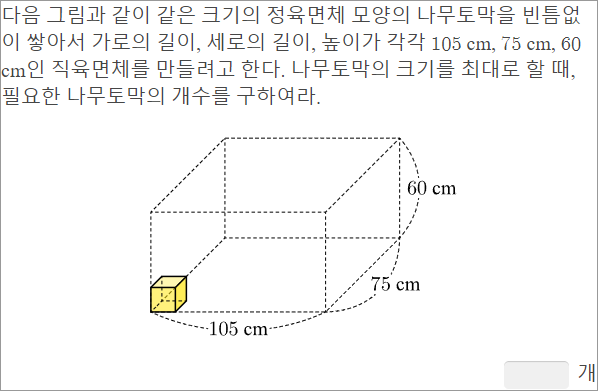 다음 그림과 같이 같은 크기의 정육면체 모양의 나무토막을 빈틈없
이 쌓아서 가로의 길이, 세로의 길이, 높이가 각각 105 cm, 75 cm, 60
cm인 직육면체를 만들려고 한다. 나무토막의 크기를 최대로 할 때,
필요한 나무토막의 개수를 구하여라.
60 cm
75 cm
105 cm
개